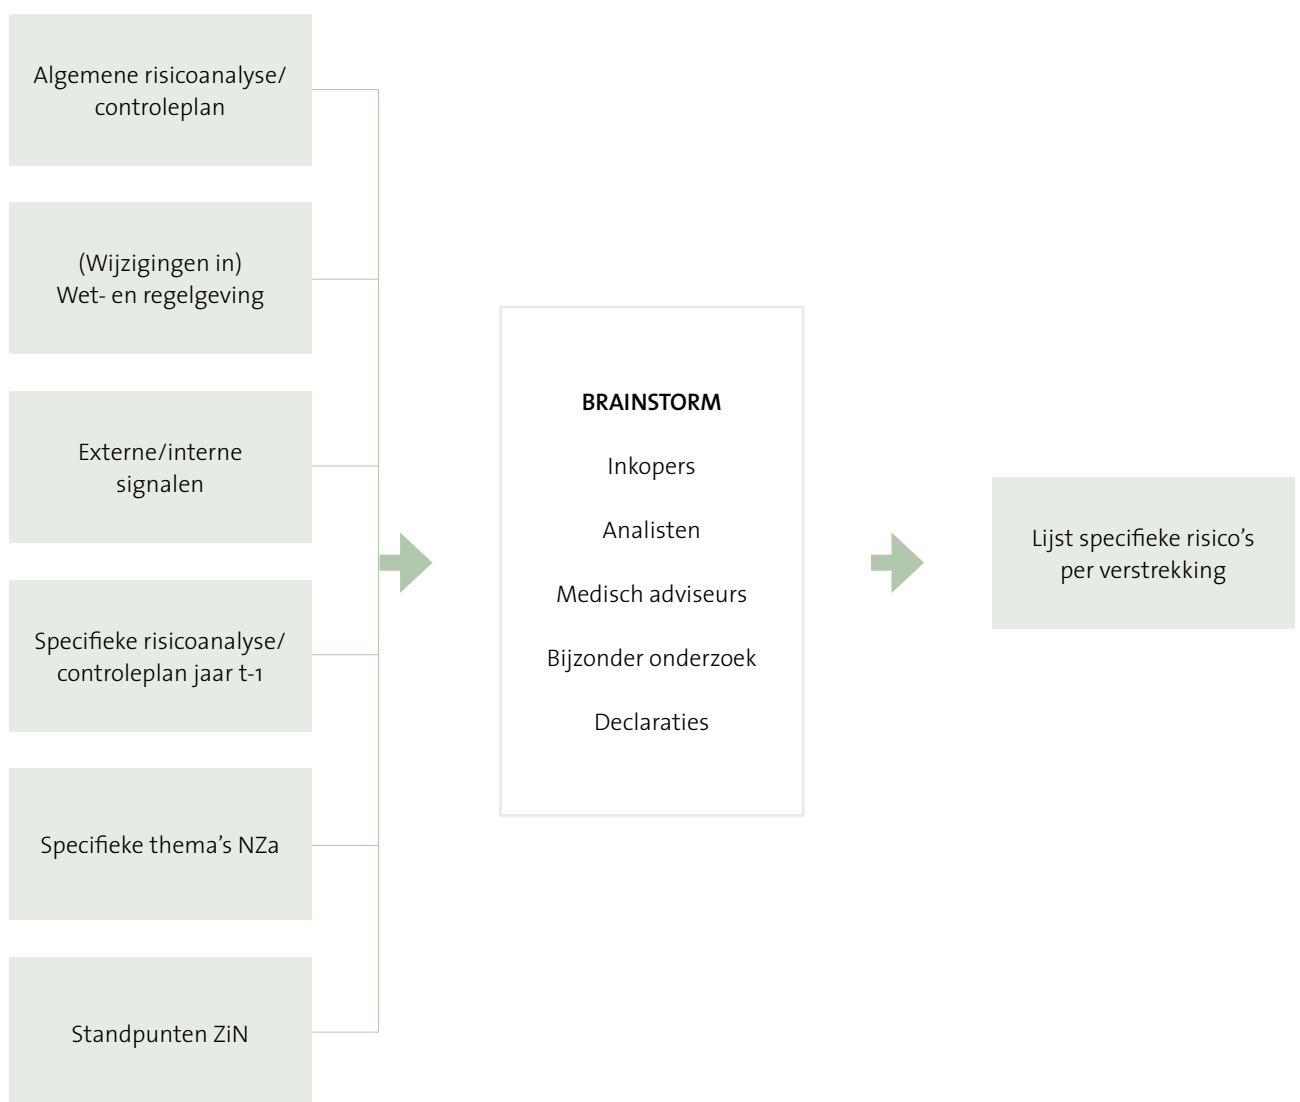 Algemene risicoanalyse/
controleplan
(Wijzigingen in)
Wet- en regelgeving
Externe/interne
signalen
Specifieke risicoanalyse/
controleplan jaar t-1
Specifieke thema’s NZa
Standpunten ZiN
BRAINSTORM
Inkopers
Analisten
Medisch adviseurs
Bijzonder onderzoek
Declaraties
Lijst specifieke risico’s
per verstrekking